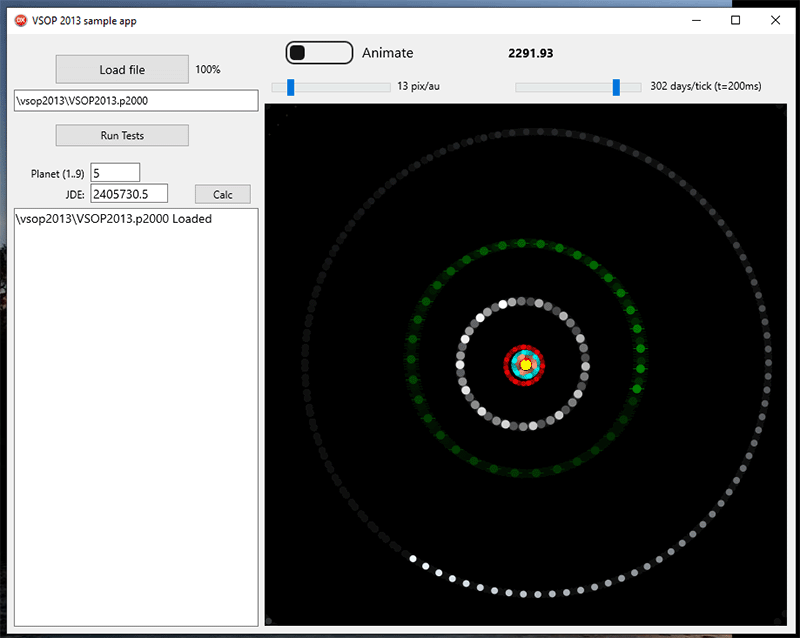 VSOP 2013 sample app
Load file
100%
Animate
2291.93
13 pix/au
302 days/tick (t=200ms)
\vsop2013\VSOP2013.p2000
Run Tests
Planet (1..9) 5
JDE: 2405730.5
Calc
\vsop2013\VSOP2013.p2000 Loaded